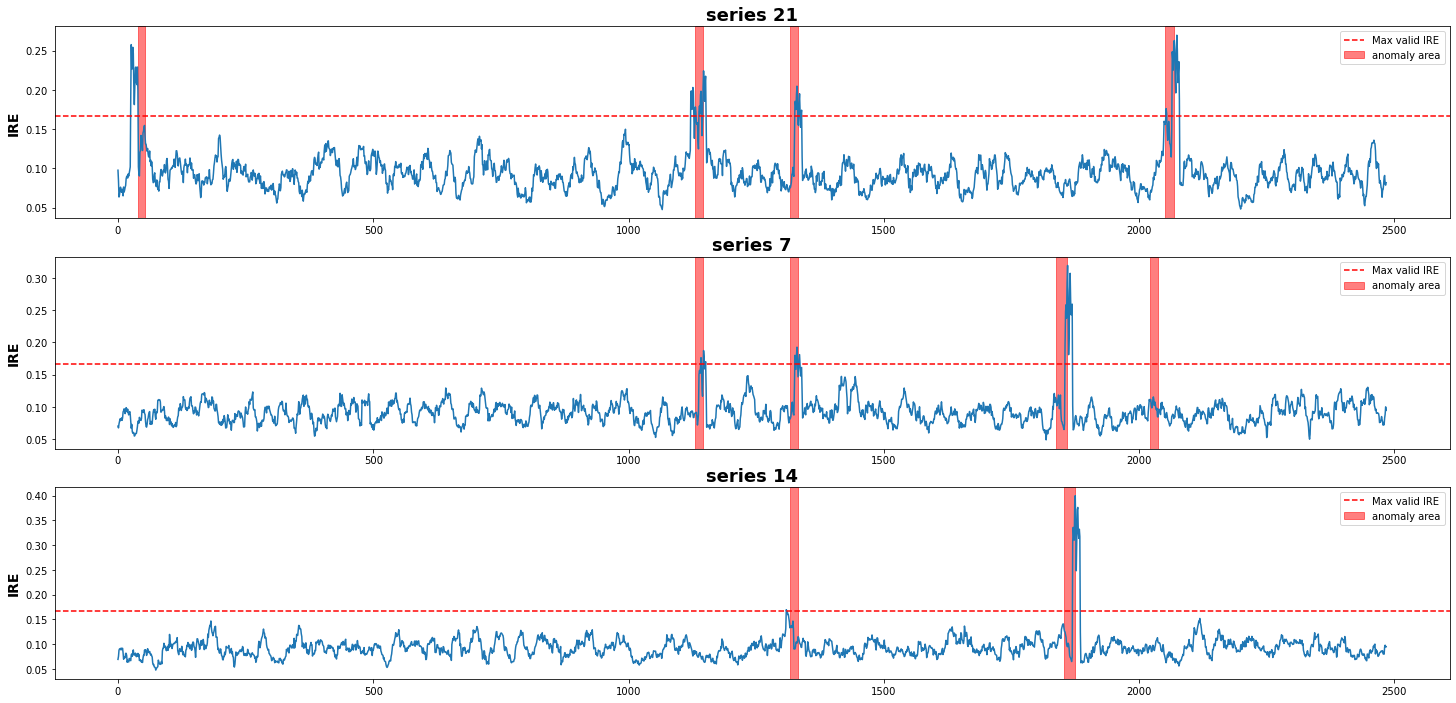 series 21
IRE
0.25
0.20
0.15
0.10
0.05
Max valid IRE
anomaly area
0 500 1000 1500 2000 2500
series 7
IRE
0.30
0.25
0.20
0.15
0.10
0.05
Max valid IRE
anomaly area
0 500 1000 1500 2000 2500
series 14
IRE
0.40
0.35
0.30
0.25
0.20
0.15
0.10
0.05
Max valid IRE
anomaly area
0 500 1000 1500 2000 2500